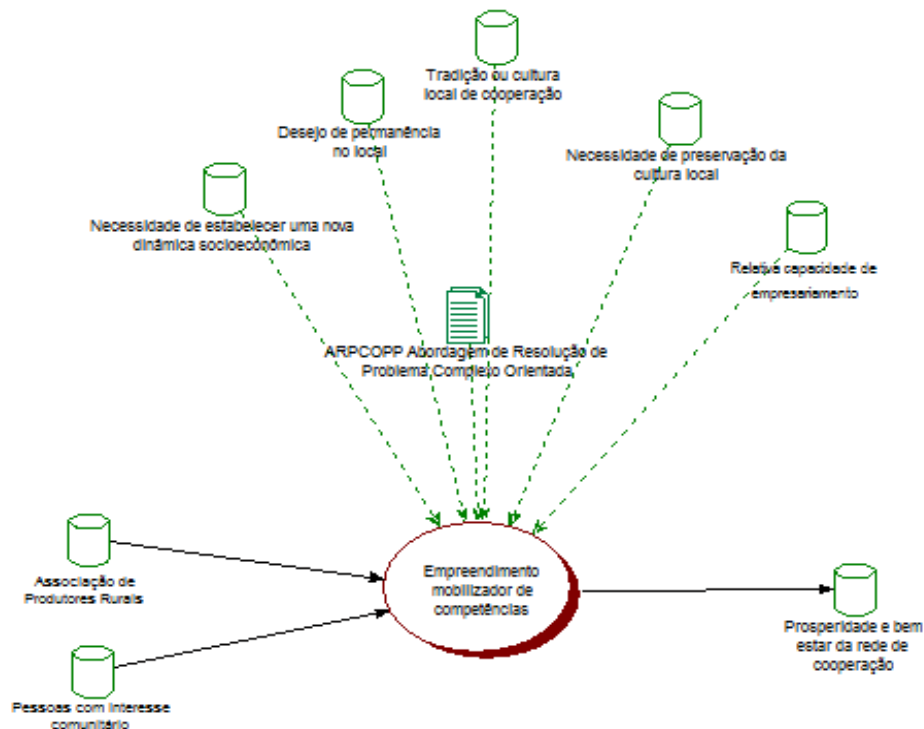 Tradição ou cultura
local de cooperação
Desejo de permanência
no local
Necessidade de preservação da
cultura local
Necessidade de estabelecer uma nova
dinâmica socioeconômica
Relativa capacidade de
empresariamento
ARPCOPP Abordagem de Resolução de
Problema Complexo Orientada
Empreendimento
mobilizador de
competências
Associação de
Produtores Rurais
Prosperidade e bem
estar da rede de
cooperação
Pessoas com interesse
comunitário